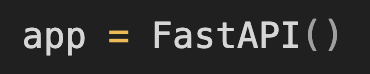 app = FastAPI()